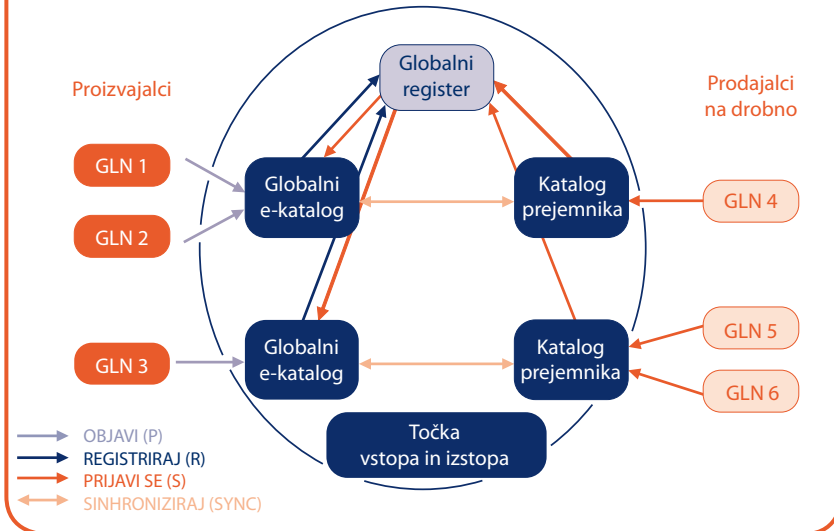 Globalni
register
Proizvajalci
Prodajalci
na drobno
GLN 1
GLN 2
GLN 3
Globalni
e-katalog
Katalog
prejemnika
GLN 4
Globalni
e-katalog
Katalog
prejemnika
GLN 5
GLN 6
Točka
vstopa in izstopa
OBJAVI (P)
REGISTRIRAJ (R)
PRIJAVI SE (S)
SINHRONIZIRAJ (SYNC)